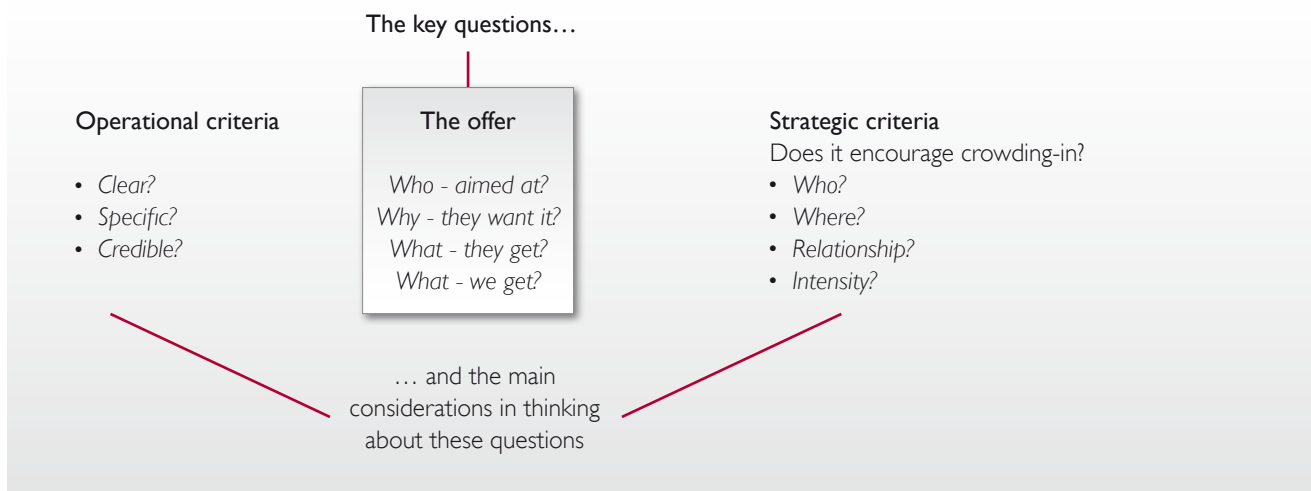 The key questions…
Operational criteria
• Clear?
• Specific?
• Credible?
The offer
Who - aimed at?
Why - they want it?
What - they get?
What - we get?
Strategic criteria
Does it encourage crowding-in?
• Who?
• Where?
• Relationship?
• Intensity?
… and the main
considerations in thinking
about these questions